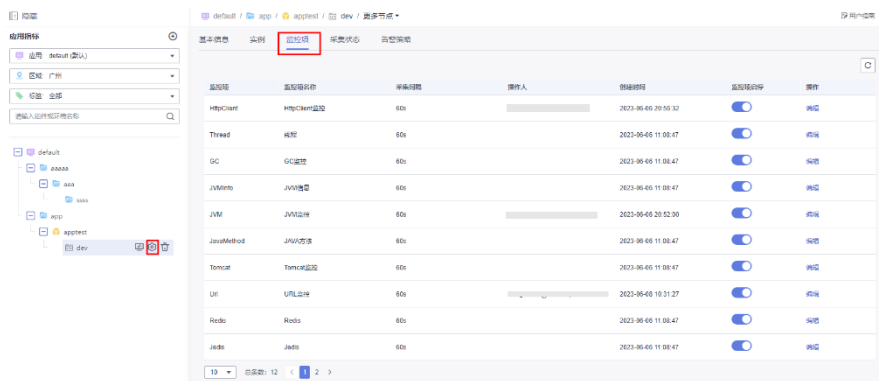 隐藏
default / app / apptest / dev / 更多节点
用户指南
应用指标
应用: default (默认)
区域: 广州
标签: 全部
请输入组件或环境名称
default
aaaaa
aaa
ssss
app
apptest
dev
基本信息 实例 监控项 采集状态 告警策略
监控项 监控项名称 采集间隔 操作人 创建时间 监控项启停 操作
HttpClient HttpClient监控 60s 2023-06-06 20:56:32 编辑
Thread 线程 60s 2023-06-06 11:08:47 编辑
GC GC监控 60s 2023-06-06 11:08:47 编辑
JVMInfo JVM信息 60s 2023-06-06 11:08:47 编辑
JVM JVM监控 60s 2023-06-06 20:52:00 编辑
JavaMethod JAVA方法 60s 2023-06-06 11:08:47 编辑
Tomcat Tomcat监控 60s 2023-06-06 11:08:47 编辑
Url URL监控 60s 2023-06-08 10:31:27 编辑
Redis Redis 60s 2023-06-06 11:08:47 编辑
Jedis Jedis 60s 2023-06-06 11:08:47 编辑
10 总条数: 12 < 1 2 >